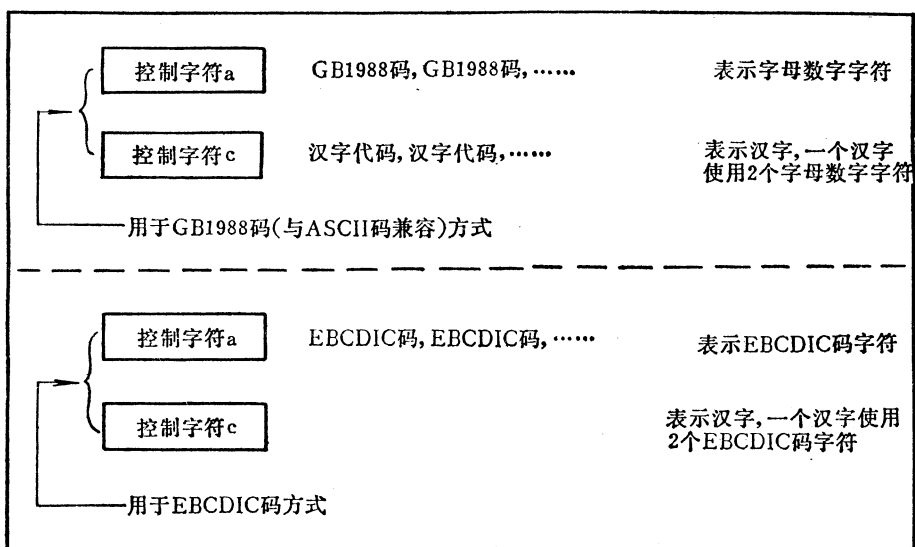 控制字符a GB1988码,GB1988码,…… 表示字母数字字符
控制字符c 汉字代码,汉字代码,…… 表示汉字,一个汉字
使用2个字母数字字符
用于GB1988码(与ASCII码兼容)方式
控制字符a EBCDIC码,EBCDIC码,…… 表示EBCDIC码字符
控制字符c 表示汉字,一个汉字使用
2个EBCDIC码字符
用于EBCDIC码方式